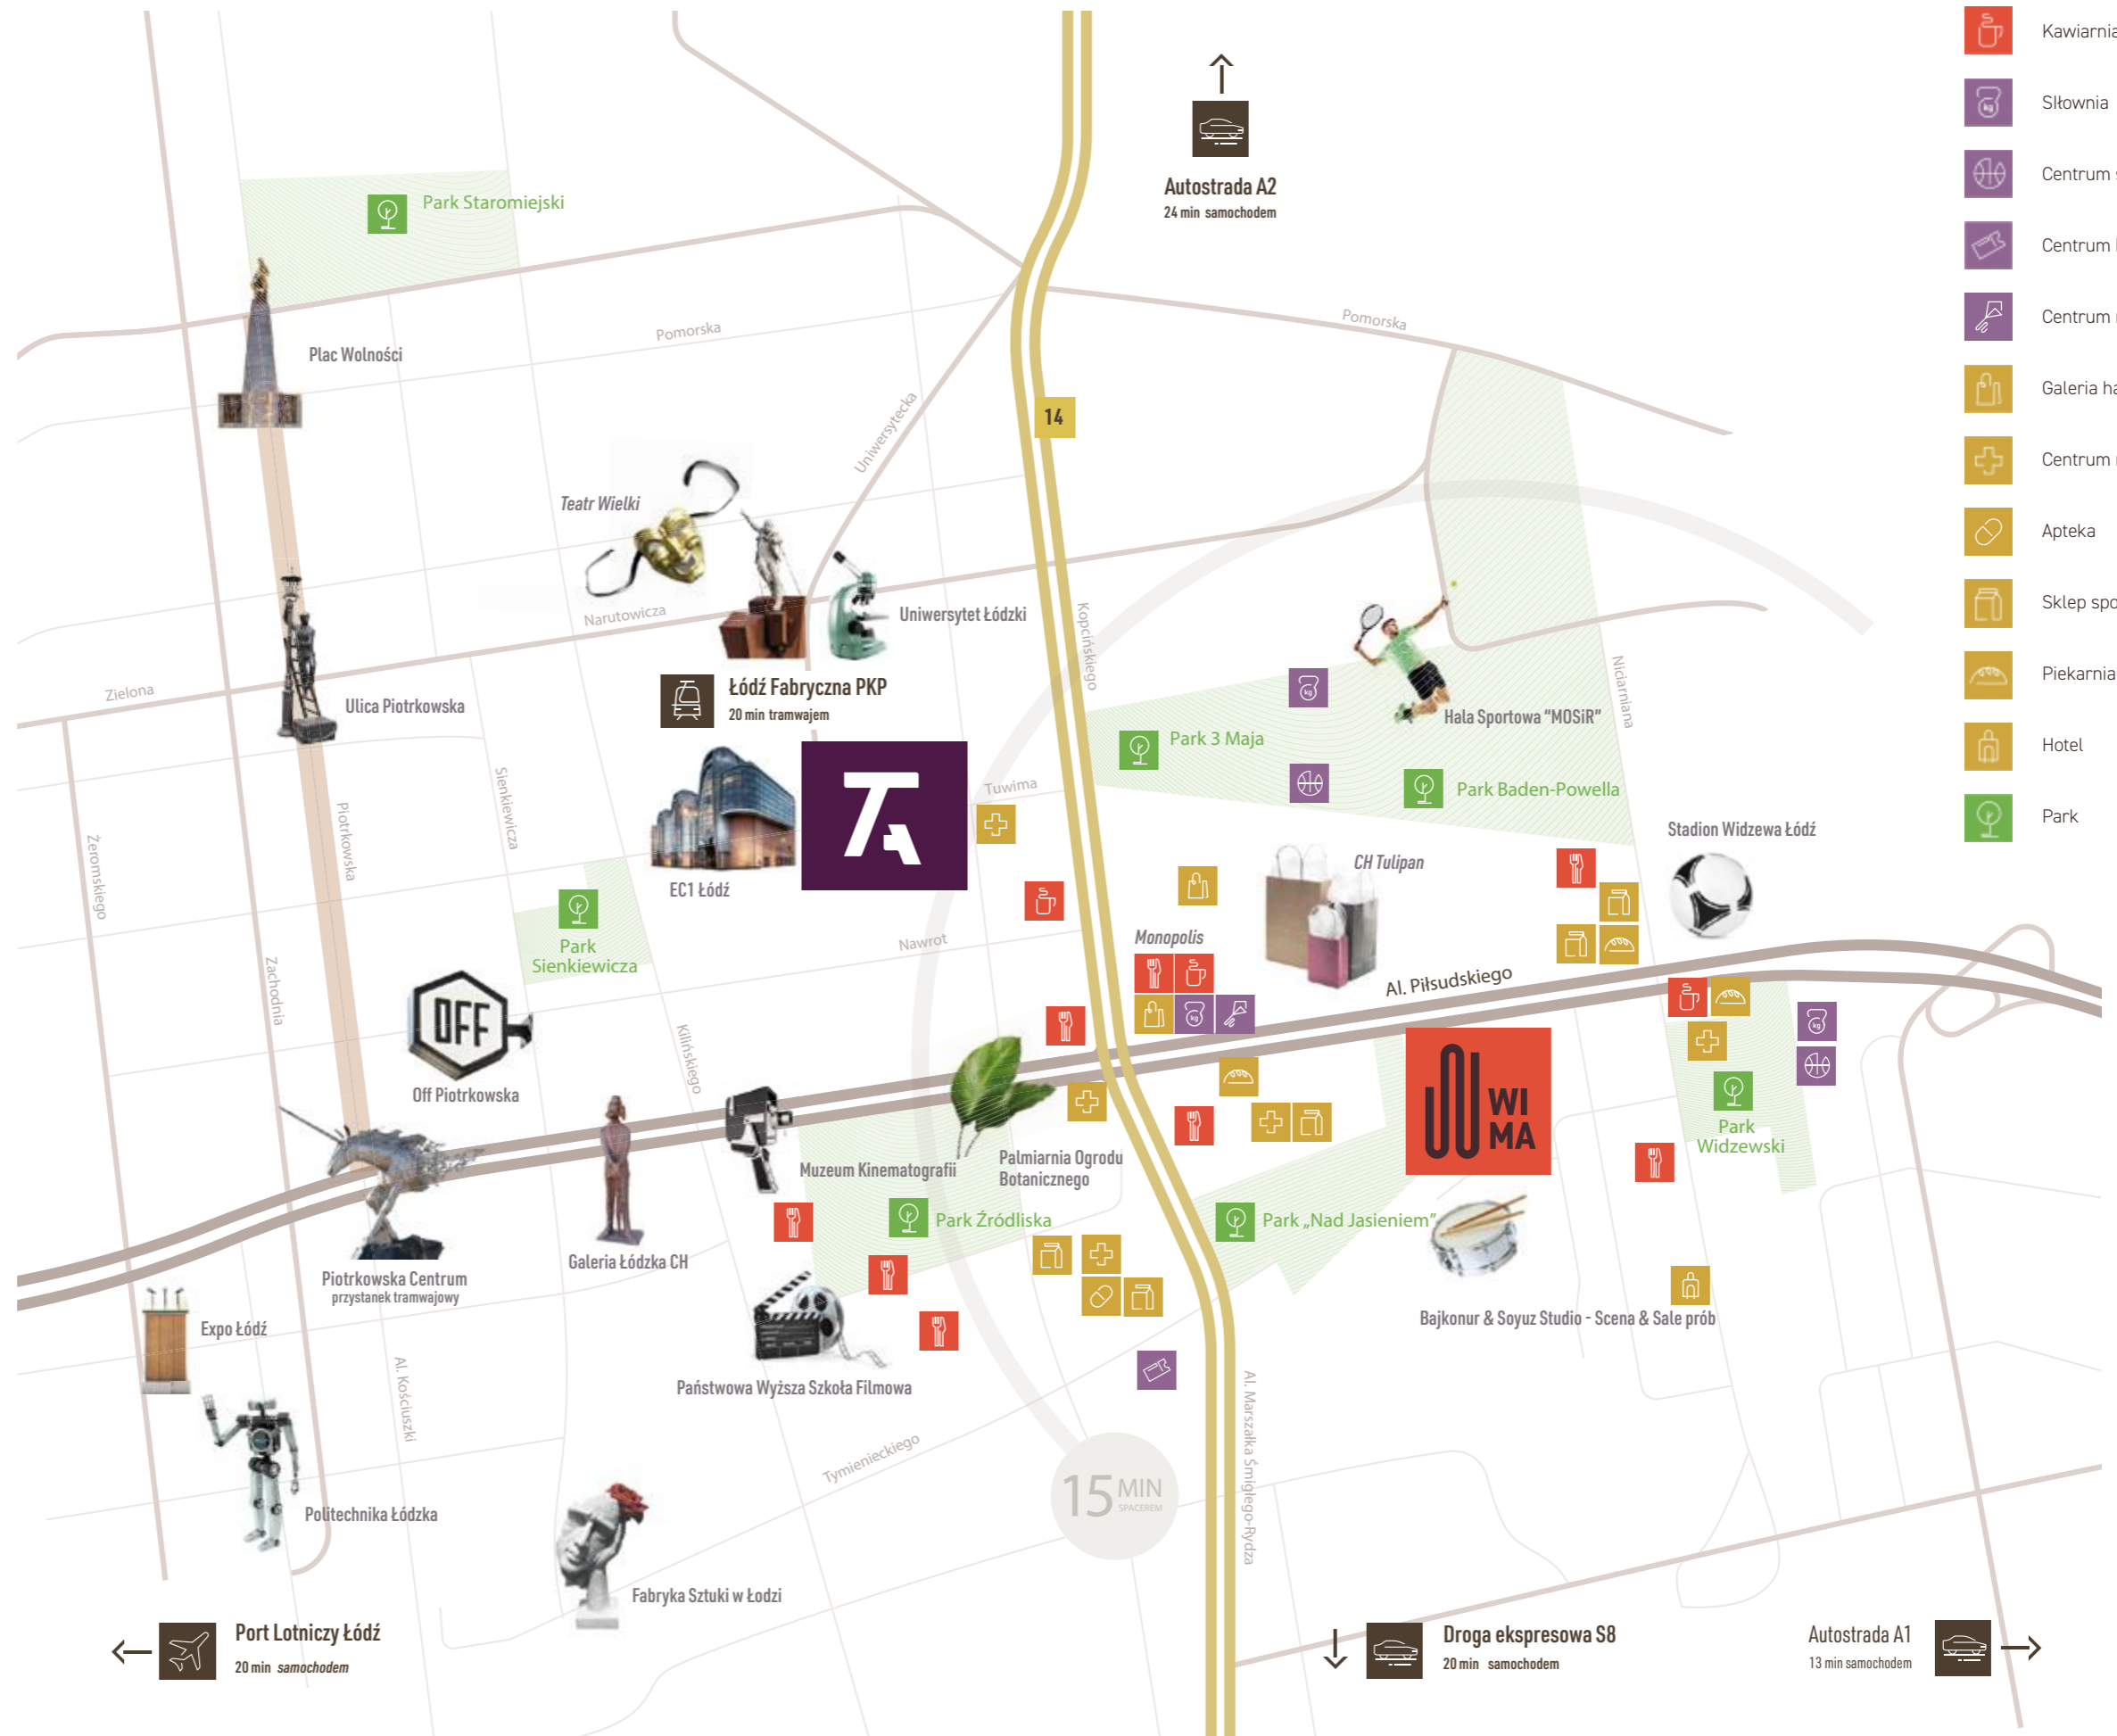 Kawiarnia
Siłownia
Centrum
Centrum
Centrum
Galeria
Centrum
Apteka
Sklep
Piekarnia
Hotel
Park
Autostrada A2
24 min samochodem
Park Staromiejski
Plac Wolności
Pomorska
Pomorska
14
Uniwersytecka
Teatr Wielki
Narutowicza
Uniwersytet Łódzki
Kopcińskiego
Niciarniana
Zielona
Ulica Piotrkowska
Łódź Fabryczna PKP
20 min tramwajem
Hala Sportowa "MOSiR"
Park 3 Maja
Park Baden-Powella
TA
Tuwima
Sienkiewicza
Piotrkowska
Żeromskiego
EC1 Łódź
Stadion Widzewa Łódź
CH Tulipan
Park
Sienkiewicza
Nawrot
Monopolis
Al. Piłsudskiego
Zachodnia
OFF
Off Piotrkowska
Kilińskiego
WI
MA
Park
Widzewski
Muzeum Kinematografii
Palmiarnia Ogrodu
Botanicznego
Park Źródliska
Park „Nad Jasieniem”
Galeria Łódzka CH
Piotrkowska Centrum
przystanek tramwajowy
Expo Łódź
Bajkonur & Soyuz Studio - Scena & Sale prób
Państwowa Wyższa Szkoła Filmowa
Al. Kościuszki
Al. Marszałka Śmigłego-Rydza
Tymienieckiego
15 MIN
SPACEREM
Politechnika Łódzka
Fabryka Sztuki w Łodzi
Port Lotniczy Łódź
20 min samochodem
Droga ekspresowa S8
20 min samochodem
Autostrada A1
13 min samochodem